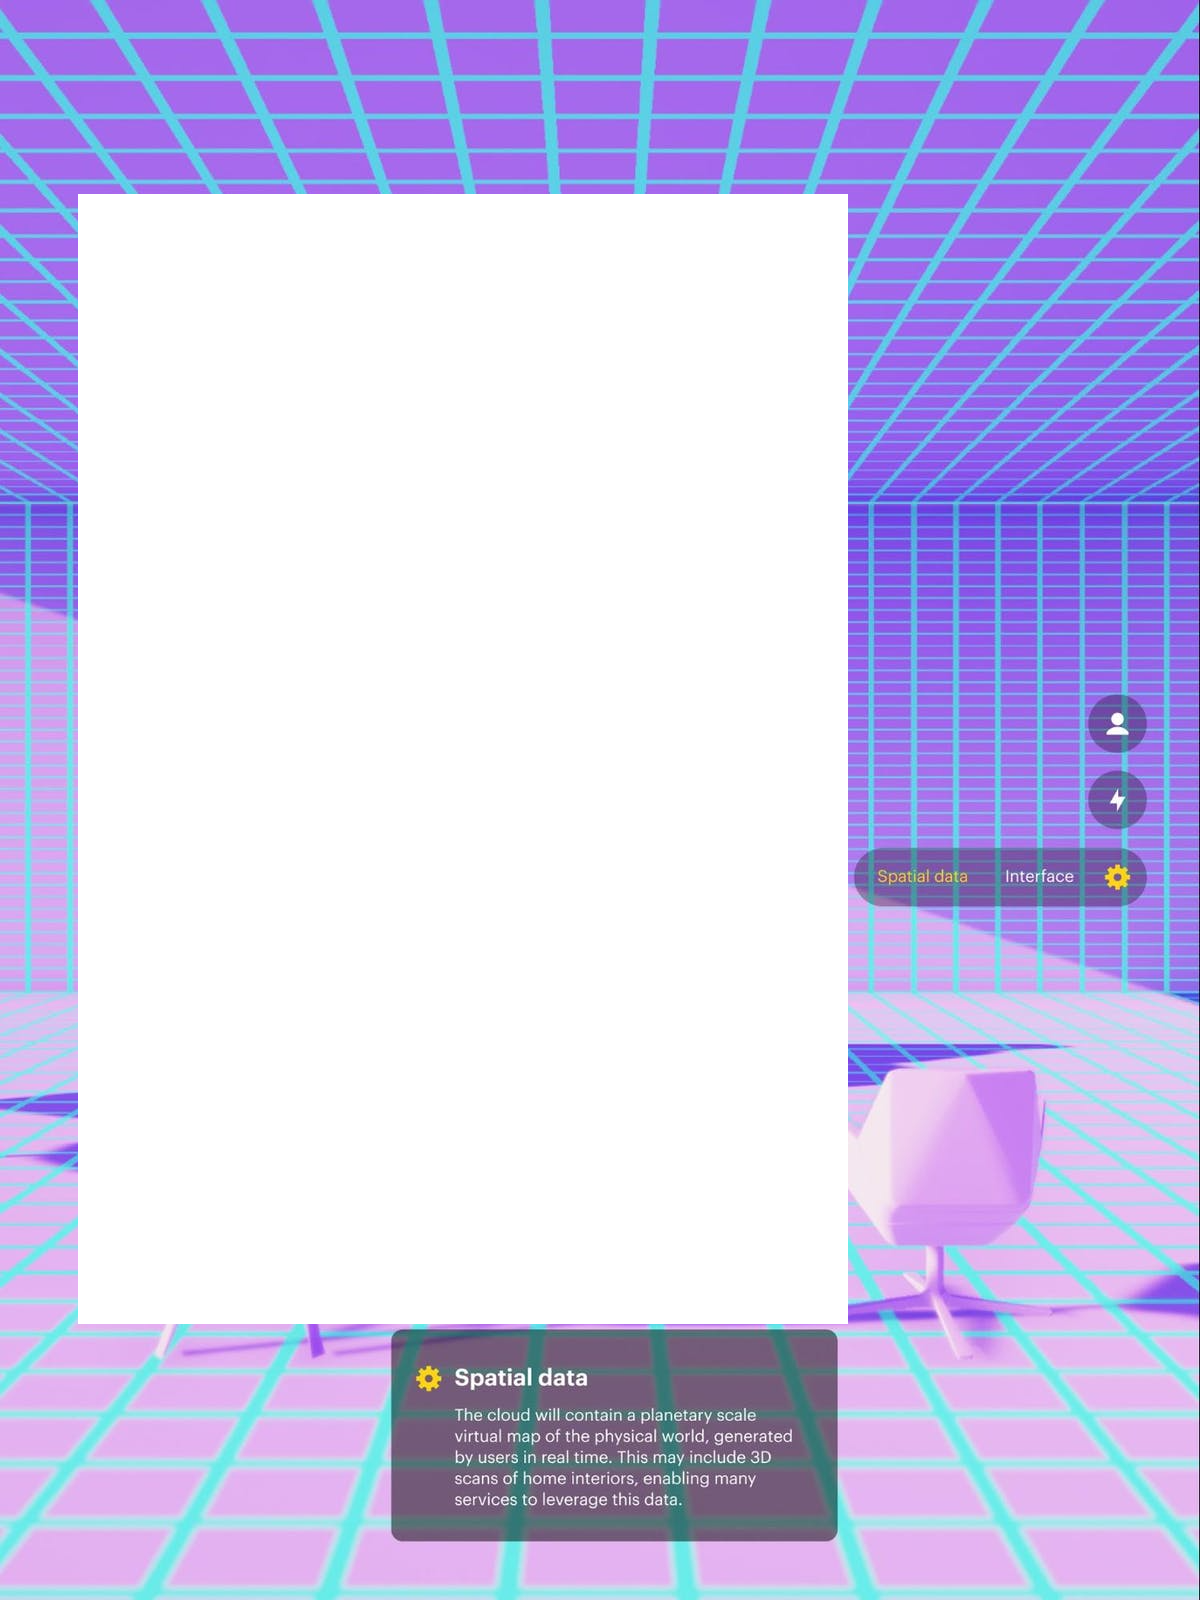 Spatial data
Interface
Spatial data
The cloud will contain a planetary scale
virtual map of the physical world, generated
by users in real time. This may include 3D
scans of home interiors, enabling many
services to leverage this data.